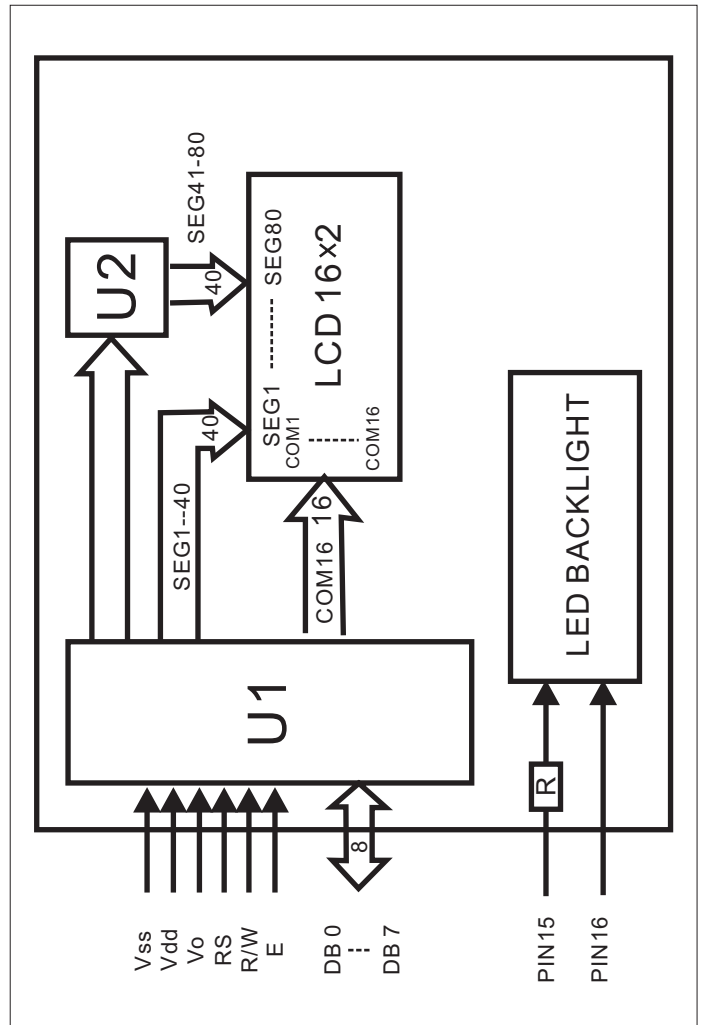 Vss
Vdd
Vo
RS
R/W
E
DB 0
DB 7
8
U1
SEG1--40
40
COM16
16
U2
SEG41-80
40
SEG1 ---------- SEG80
COM1
COM16
LCD 16×2
PIN15
PIN16
R
LED BACKLIGHT